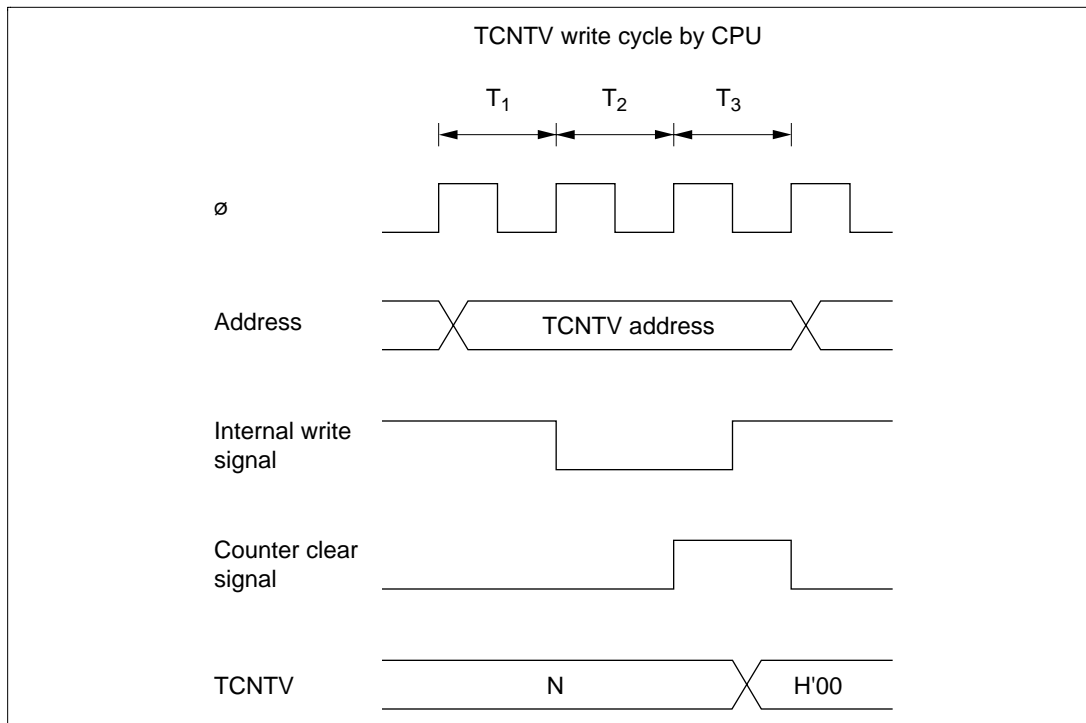 TCNTV write cycle by CPU
T1 T2 T3
ø
Address TCNTV address
Internal write
signal
Counter clear
signal
TCNTV N H'00